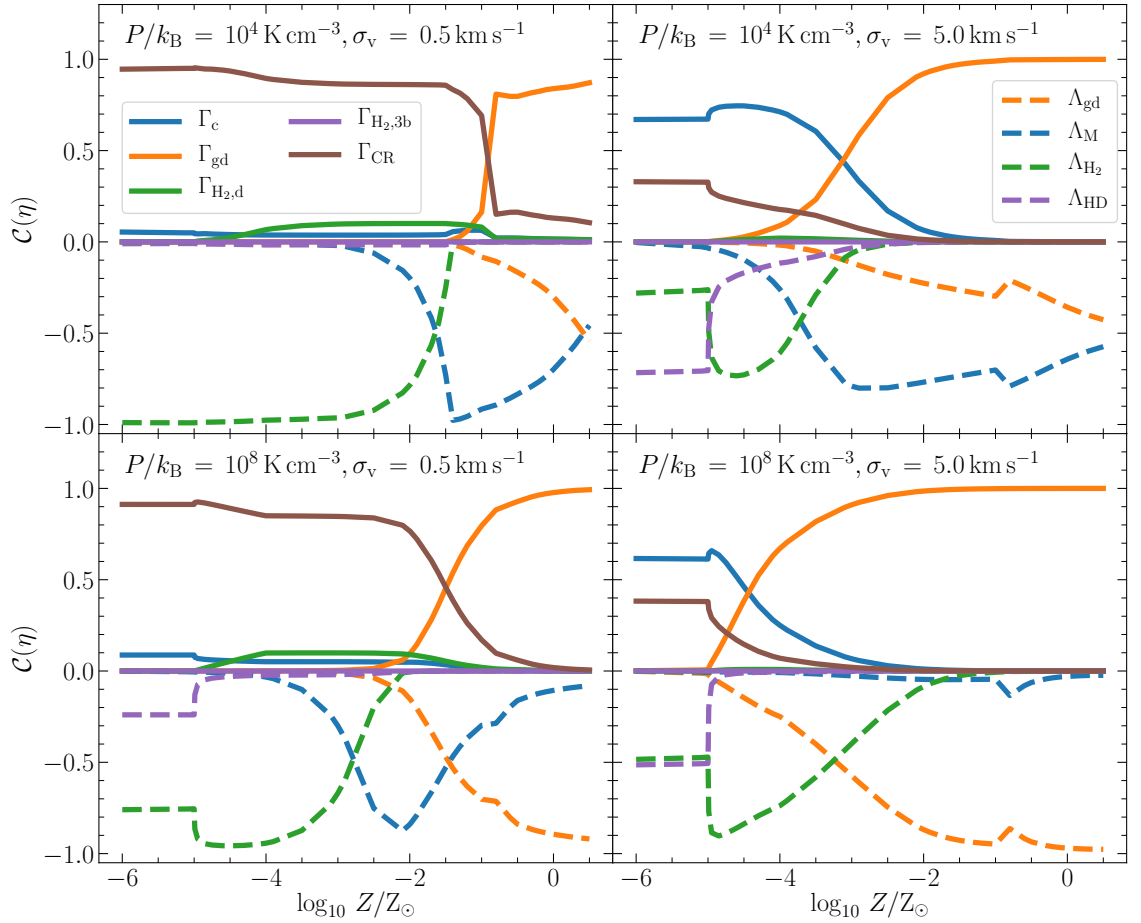 P/k_B = 10^4 K cm^−3, σ_v = 0.5 km s^−1
P/k_B = 10^4 K cm^−3, σ_v = 5.0 km s^−1
1.0
0.5
0.0
−0.5
−1.0
C(η)
Γ_c
Γ_gd
Γ_H₂,d
Γ_H₂,3b
Γ_CR
Λ_gd
Λ_M
Λ_H₂
Λ_HD
P/k_B = 10^8 K cm^−3, σ_v = 0.5 km s^−1
P/k_B = 10^8 K cm^−3, σ_v = 5.0 km s^−1
1.0
0.5
0.0
−0.5
−1.0
C(η)
−6 −4 −2 0
−6 −4 −2 0
log₁₀ Z/Z_⊙
log₁₀ Z/Z_⊙